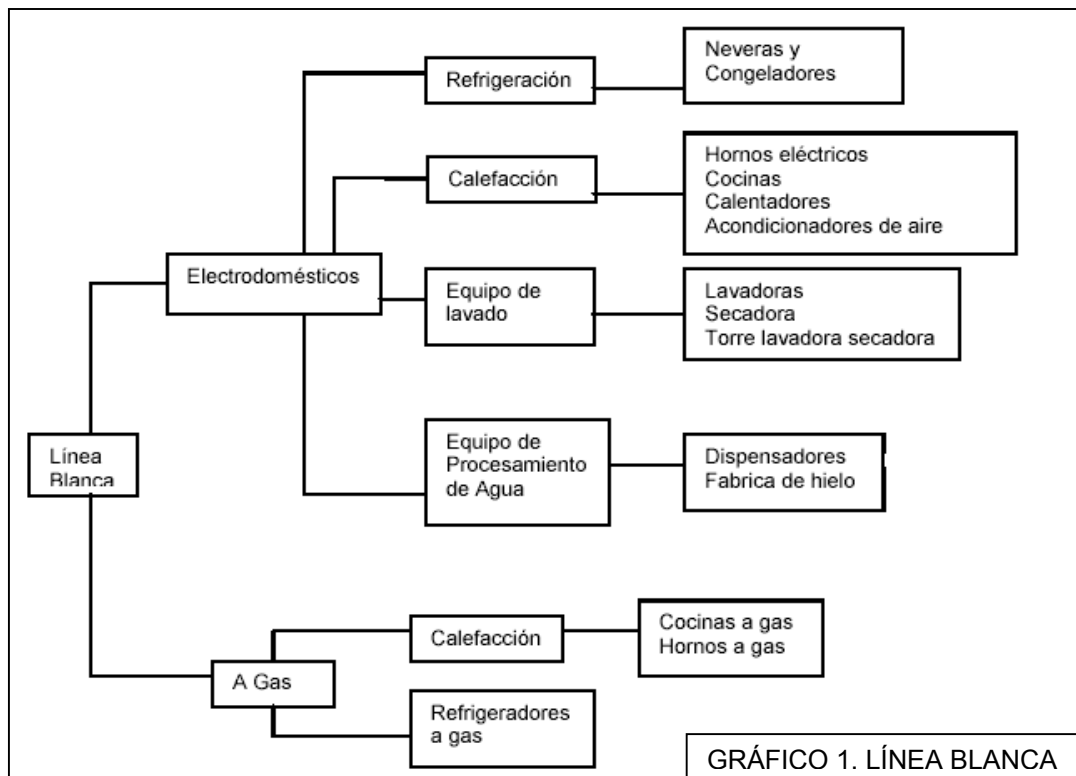 Neveras y
Congeladores
Refrigeración
Hornos eléctricos
Cocinas
Calentadores
Acondicionadores de aire
Calefacción
Electrodomésticos
Equipo de
lavado
Lavadoras
Secadora
Torre lavadora secadora
Línea
Blanca
Equipo de
Procesamiento
de Agua
Dispensadores
Fabrica de hielo
Calefacción
Cocinas a gas
Hornos a gas
A Gas
Refrigeradores
a gas
GRÁFICO 1. LÍNEA BLANCA